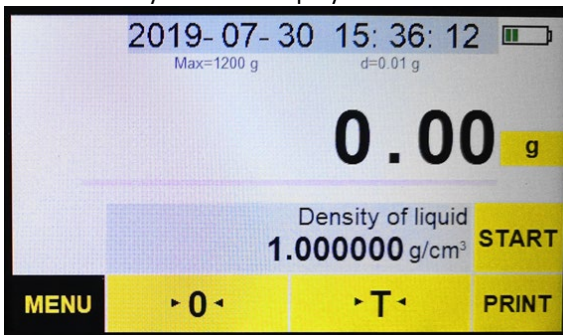 2019-07-30 15:36:12
Max=1200 g d=0.01 g
0.00 g
Density of liquid
1.000000 g/cm³
START
MENU ▸0◂ ▸T◂ PRINT